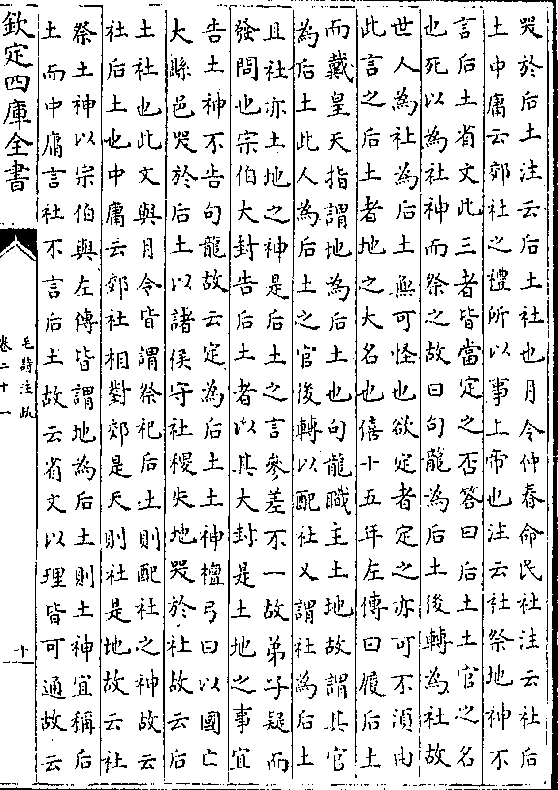 哭於后土注云后土社也月令仲春命民社注云社后
土中庸云郊社之禮所以事上帝也注云社祭地神不
言后土省文此三者皆當定之否荅曰后土土官之名
也死以為社神而祭之故曰句龍為后土後轉為社故
世人為社為后土無可怪也欲定者定之亦可不須由
此言之后土者地之大名也僖十五年左傳曰履后土
而戴皇天指謂地為后土也句龍職主土地故謂其官
為后土此人為后土之官後轉以配社又謂社為后土
且社亦土地之神是后土之言參差不一故弟子疑而
發問也宗伯大封告后土者以其大封是土地之事宜
告土神不告句龍故云定為后土土神檀弓曰以國亡
大縣邑哭於后土以諸侯守社稷失地哭於社故云后
土社也此文與月令皆謂祭祀后土則配社之神故云
社后土也中庸云郊社相對郊是天則社是地故云社
祭土神以宗伯與左傳皆謂地為后土則土神宜稱后
土而中庸言社不言后土故云省文以理皆可通故云
欽定四庫全書
毛詩注疏
卷二十一
十